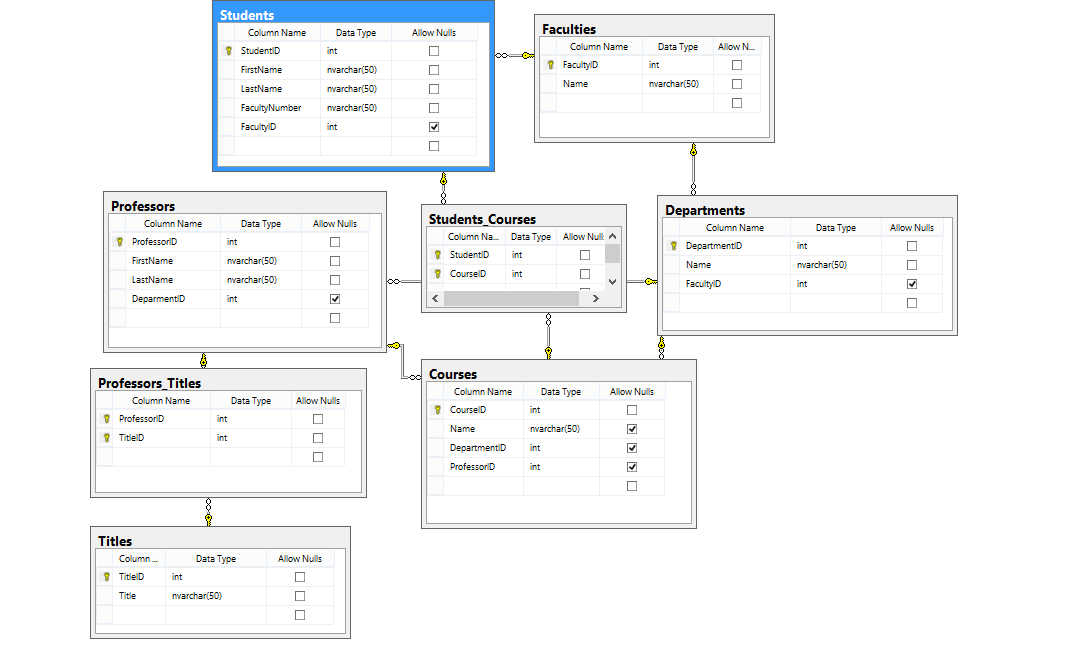 Students
Column Name Data Type Allow Nulls
StudentID int
FirstName nvarchar(50)
LastName nvarchar(50)
FacultyNumber nvarchar(50)
FacultyID int
Faculties
Column Name Data Type Allow N...
FacultyID int
Name nvarchar(50)
Professors
Column Name Data Type Allow Nulls
ProfessorID int
FirstName nvarchar(50)
LastName nvarchar(50)
DeparmentID int
Students_Courses
Column Na... Data Type Allow Null
StudentID int
CourseID int
Departments
Column Name Data Type Allow Nulls
DepartmentID int
Name nvarchar(50)
FacultyID int
Professors_Titles
Column Name Data Type Allow Nulls
ProfessorID int
TitleID int
Courses
Column Name Data Type Allow Nulls
CourseID int
Name nvarchar(50)
DepartmentID int
ProfessorID int
Titles
Column ... Data Type Allow Nulls
TitleID int
Title nvarchar(50)